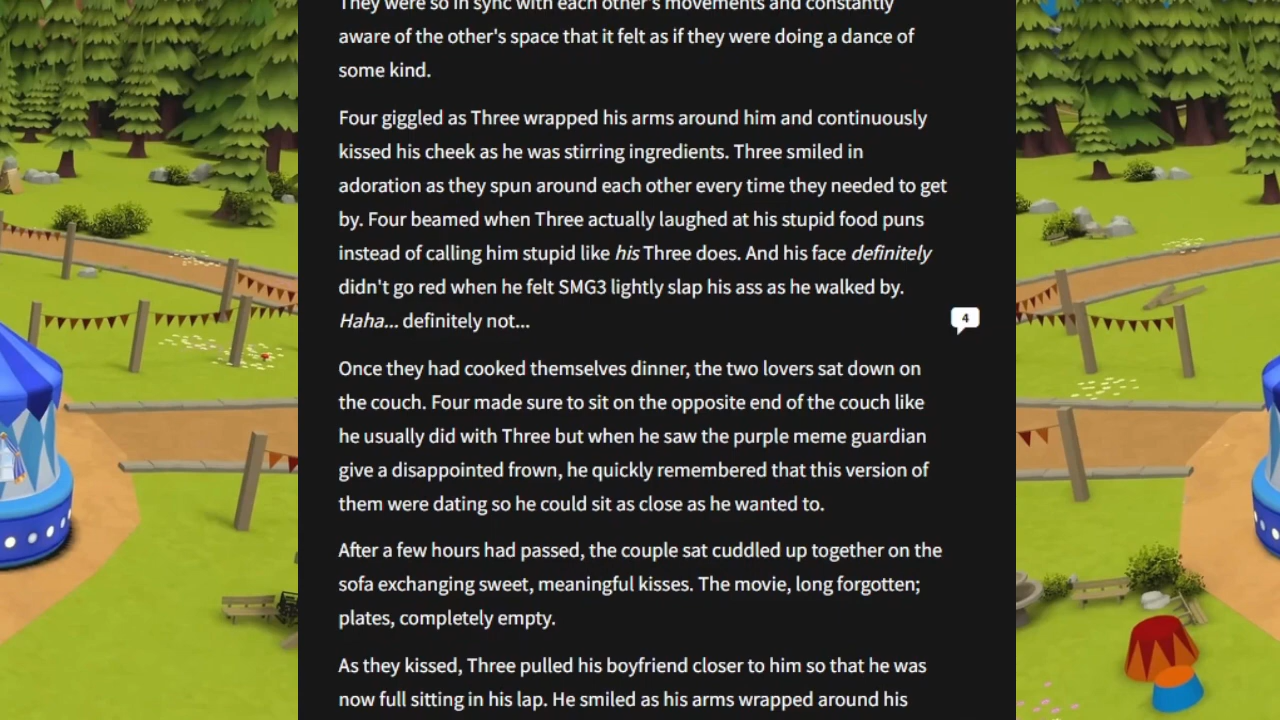 They were so in sync with each other's movements and constantly
aware of the other's space that it felt as if they were doing a dance of
some kind.
Four giggled as Three wrapped his arms around him and continuously
kissed his cheek as he was stirring ingredients. Three smiled in
adoration as they spun around each other every time they needed to get
by. Four beamed when Three actually laughed at his stupid food puns
instead of calling him stupid like his Three does. And his face definitely
didn't go red when he felt SMG3 lightly slap his ass as he walked by.
Haha... definitely not...
4
Once they had cooked themselves dinner, the two lovers sat down on
the couch. Four made sure to sit on the opposite end of the couch like
he usually did with Three but when he saw the purple meme guardian
give a disappointed frown, he quickly remembered that this version of
them were dating so he could sit as close as he wanted to.
After a few hours had passed, the couple sat cuddled up together on the
sofa exchanging sweet, meaningful kisses. The movie, long forgotten;
plates, completely empty.
As they kissed, Three pulled his boyfriend closer to him so that he was
now full sitting in his lap. He smiled as his arms wrapped around his